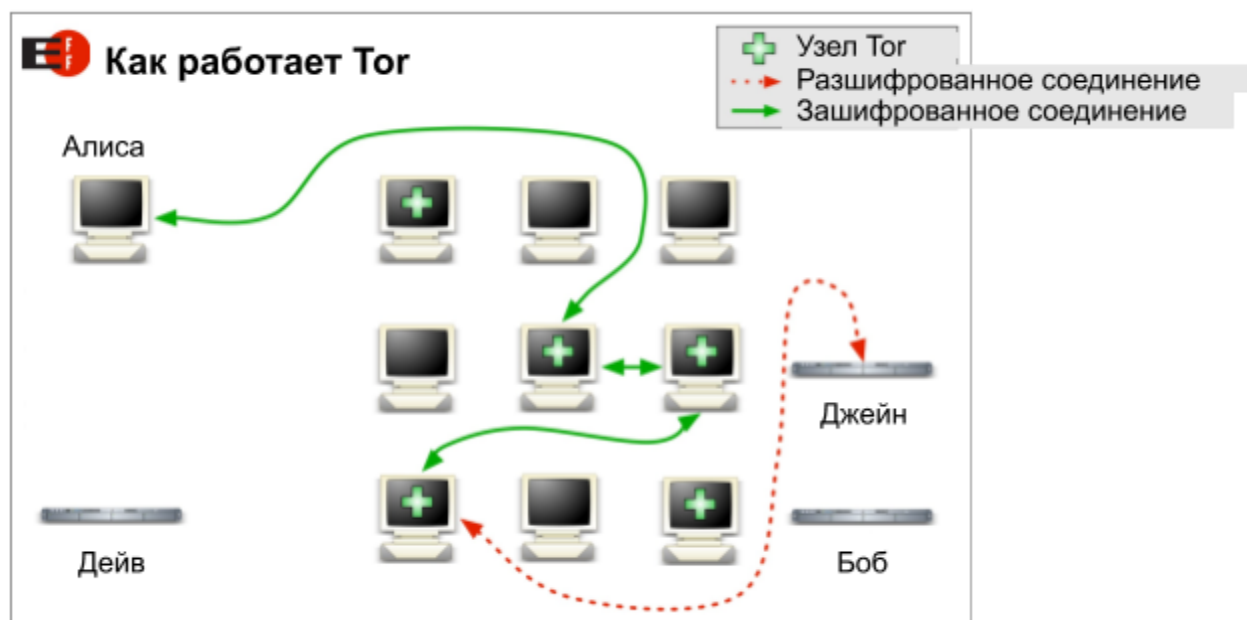 E
Как работает Tor
Узел Tor
Разшифрованное соединение
Зашифрованное соединение
Алиса
Джейн
Дейв
Боб